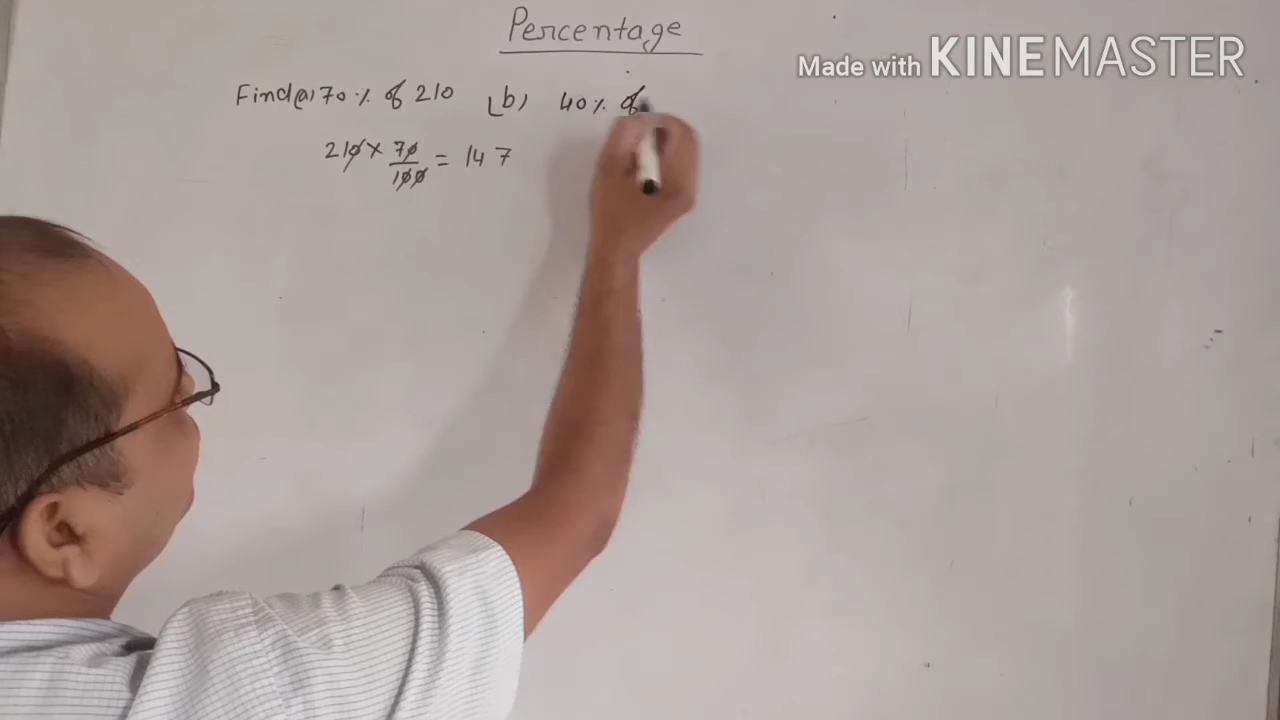 Percentage
Made with KINEMASTER
Find (a) 70% of 210 (b) 40% of
210 × 70/100 = 147